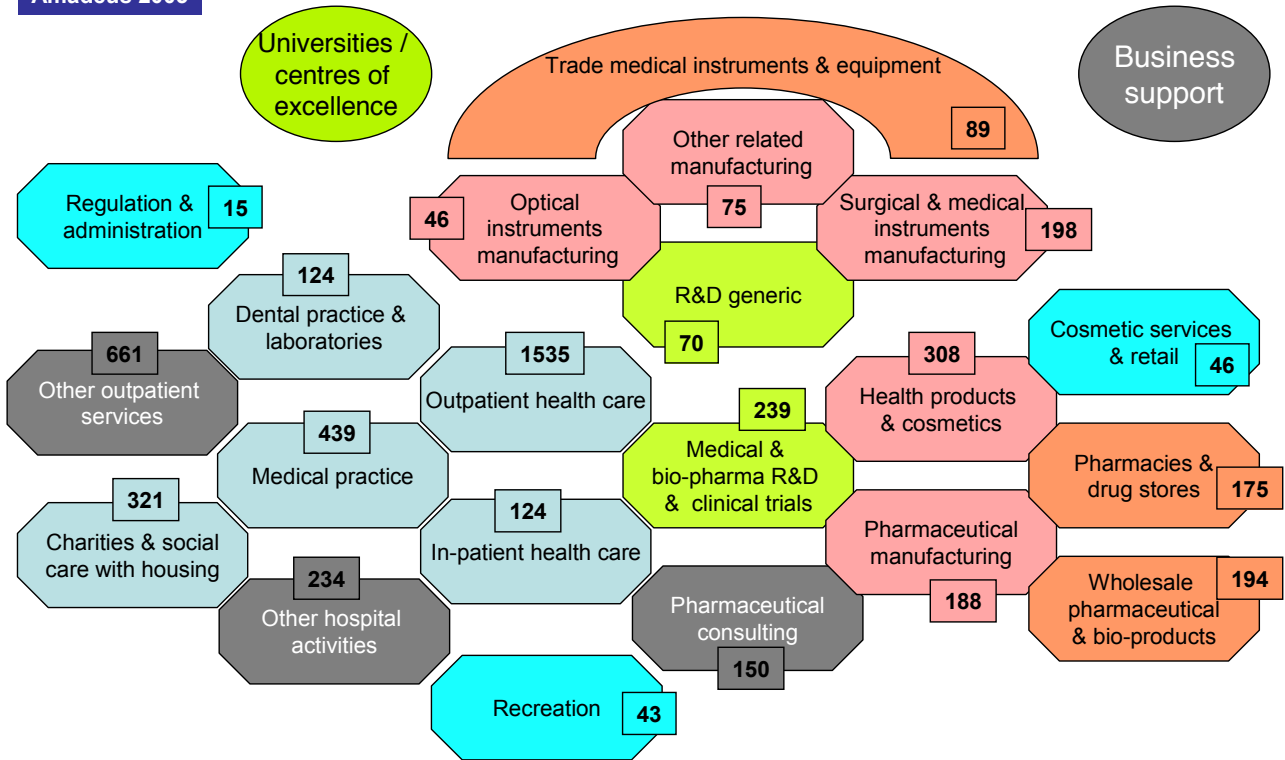 Universities /
centres of
excellence
Trade medical instruments & equipment
89
Business
support
Other related
manufacturing
75
Regulation &
administration
15
46
Optical
instruments
manufacturing
Surgical & medical
instruments
manufacturing
198
124
Dental practice &
laboratories
R&D generic
70
661
Other outpatient
services
1535
Outpatient health care
308
Health products
& cosmetics
Cosmetic services
& retail
46
439
Medical practice
239
Medical &
bio-pharma R&D
& clinical trials
Pharmacies &
drug stores
175
321
Charities & social
care with housing
124
In-patient health care
Pharmaceutical
manufacturing
188
194
Wholesale
pharmaceutical
& bio-products
234
Other hospital
activities
Pharmaceutical
consulting
150
Recreation
43